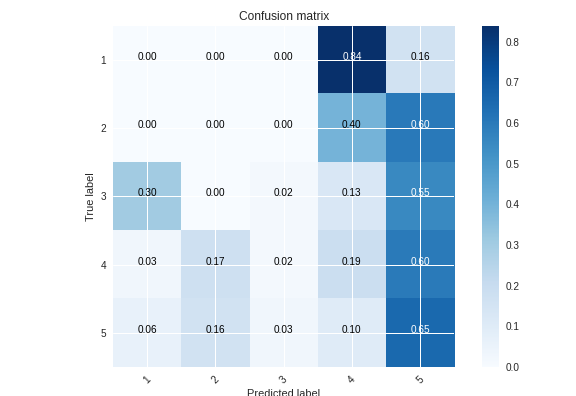 Confusion matrix
1 0.00 0.00 0.00 0.84 0.16
2 0.00 0.00 0.00 0.40 0.60
3 0.30 0.00 0.02 0.13 0.55
4 0.03 0.17 0.02 0.19 0.60
5 0.06 0.16 0.03 0.10 0.65
True label
1 2 3 4 5
Predicted label
0.8
0.7
0.6
0.5
0.4
0.3
0.2
0.1
0.0